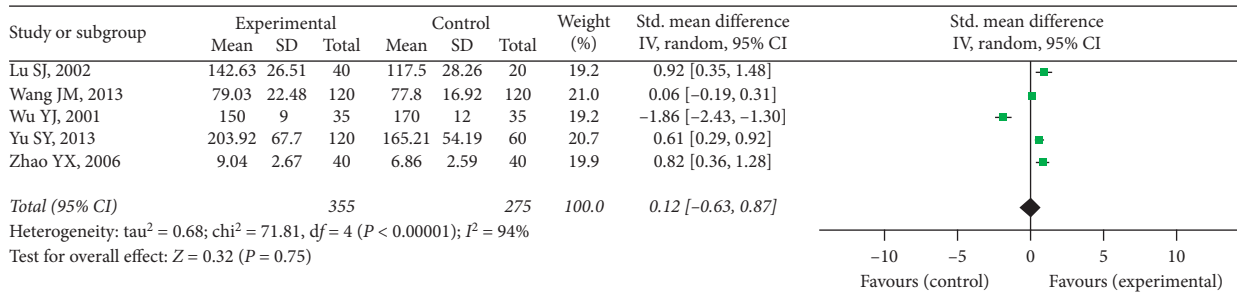 Study or subgroup Experimental Control Weight (%) Std. mean difference IV, random, 95% CI Std. mean difference IV, random, 95% CI
Mean SD Total Mean SD Total
Lu SJ, 2002 142.63 26.51 40 117.5 28.26 20 19.2 0.92 [0.35, 1.48]
Wang JM, 2013 79.03 22.48 120 77.8 16.92 120 21.0 0.06 [−0.19, 0.31]
Wu YJ, 2001 150 9 35 170 12 35 19.2 −1.86 [−2.43, −1.30]
Yu SY, 2013 203.92 67.7 120 165.21 54.19 60 20.7 0.61 [0.29, 0.92]
Zhao YX, 2006 9.04 2.67 40 6.86 2.59 40 19.9 0.82 [0.36, 1.28]
Total (95% CI) 355 275 100.0 0.12 [−0.63, 0.87]
Heterogeneity: tau² = 0.68; chi² = 71.81, df = 4 (P < 0.00001); I² = 94%
Test for overall effect: Z = 0.32 (P = 0.75)
−10 −5 0 5 10
Favours (control) Favours (experimental)